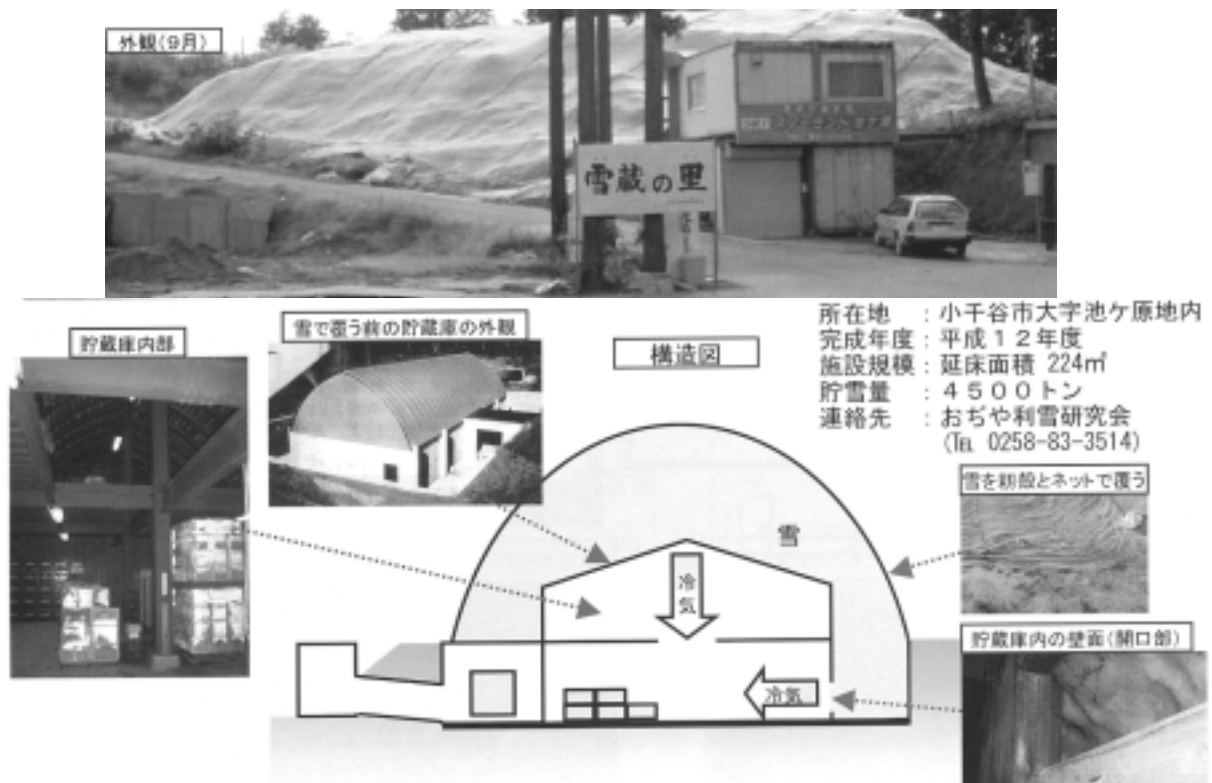 外観(9月)
雪蔵の里
所在地 ：小千谷市大字池ケ原地内
完成年度：平成１２年度
施設規模：延床面積 224㎡
貯雪量 ：４５００トン
連絡先 ：おぢや利雪研究会
(℡ 0258-83-3514)
貯蔵庫内部
雪で覆う前の貯蔵庫の外観
構造図
雪を籾殻とネットで覆う
雪
冷気
貯蔵庫内の壁面(開口部)
冷気